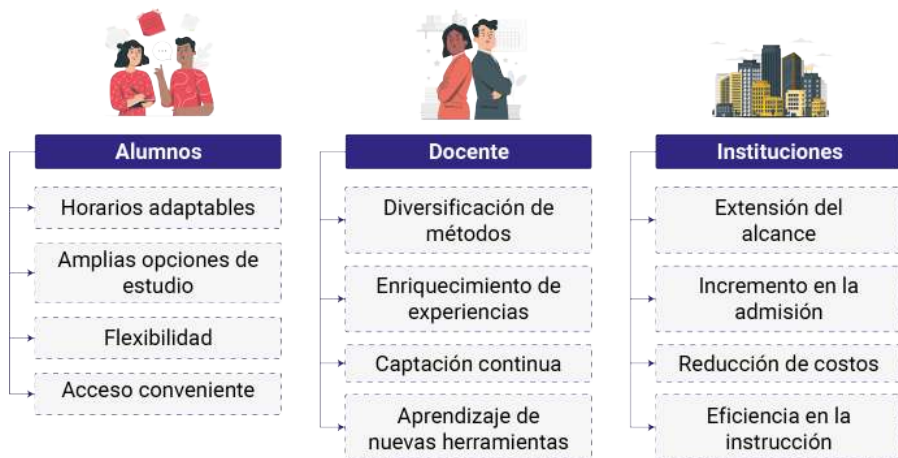 Alumnos
Horarios adaptables
Amplias opciones de
estudio
Flexibilidad
Acceso conveniente
Docente
Diversificación de
métodos
Enriquecimiento de
experiencias
Captación continua
Aprendizaje de
nuevas herramientas
Instituciones
Extensión del
alcance
Incremento en la
admisión
Reducción de costos
Eficiencia en la
instrucción